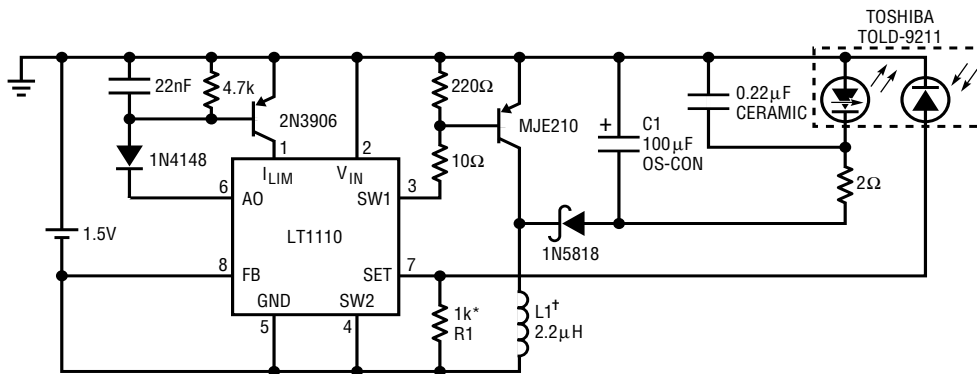 TOSHIBA
TOLD-9211
22nF
4.7k
2N3906
220Ω
MJE210
+
C1
100µF
OS-CON
0.22µF
CERAMIC
1N4148
1
2
10Ω
I_LIM
V_IN
3
2Ω
6
AO
SW1
1.5V
LT1110
1N5818
8
FB
SET
7
GND
SW2
5
4
1k*
R1
L1†
2.2µH